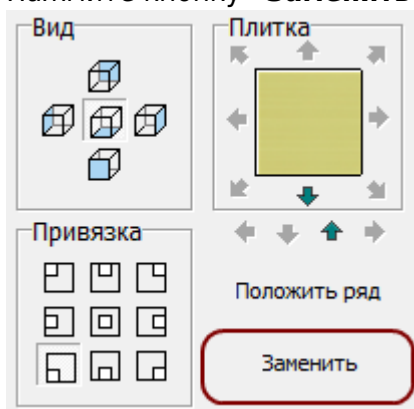 Вид
Плитка
Привязка
Положить ряд
Заменить